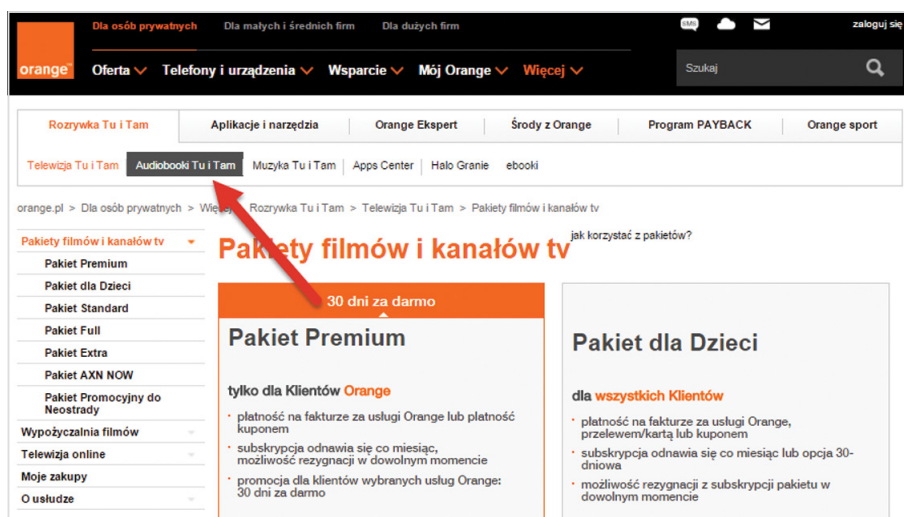 Dla osób prywatnych Dla małych i średnich firm Dla dużych firm SMS zaloguj się
orange™ Oferta Telefony i urządzenia Wsparcie Mój Orange Więcej Szukaj
Rozrywka Tu i Tam Aplikacje i narzędzia Orange Ekspert Środy z Orange Program PAYBACK Orange sport
Telewizja Tu i Tam Audiobooki Tu i Tam Muzyka Tu i Tam Apps Center Halo Granie ebooki
orange.pl > Dla osób prywatnych > Rozrywka Tu i Tam > Telewizja Tu i Tam > Pakiety filmów i kanałów tv
Pakiety filmów i kanałów tv
Pakiet Premium
Pakiet dla Dzieci
Pakiet Standard
Pakiet Full
Pakiet Extra
Pakiet AXN NOW
Pakiet Promocyjny do
Neostrady
Wypożyczalnia filmów
Telewizja online
Moje zakupy
O usłudze
Pakiety filmów i kanałów tv
jak korzystać z pakietów?
30 dni za darmo
Pakiet Premium
tylko dla Klientów Orange
płatność na fakturze za usługi Orange lub płatność
kuponem
subskrypcja odnawia się co miesiąc,
możliwość rezygnacji w dowolnym momencie
promocja dla klientów wybranych usług Orange:
30 dni za darmo
Pakiet dla Dzieci
dla wszystkich Klientów
płatność na fakturze za usługi Orange,
przelewem/kartą lub kuponem
subskrypcja odnawia się co miesiąc lub opcja 30-
dniowa
możliwość rezygnacji z subskrypcji pakietu w
dowolnym momencie